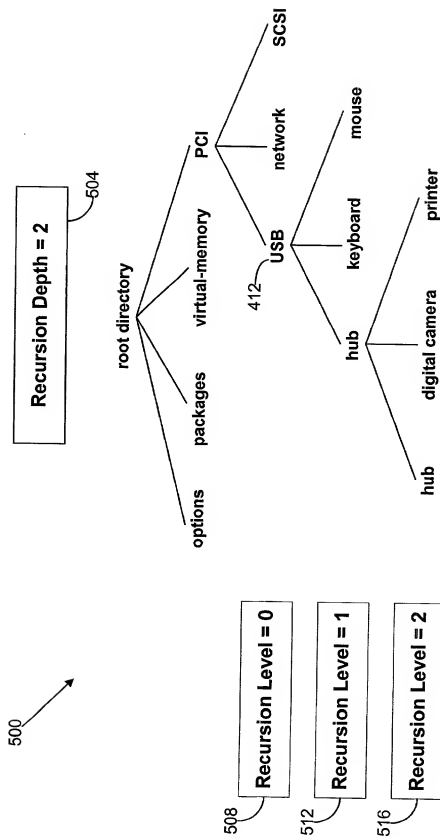 500
Recursion Depth = 2
504
root directory
options
packages
virtual-memory
PCI
508
Recursion Level = 0
412
USB
network
SCSI
512
Recursion Level = 1
hub
keyboard
mouse
516
Recursion Level = 2
hub
digital camera
printer